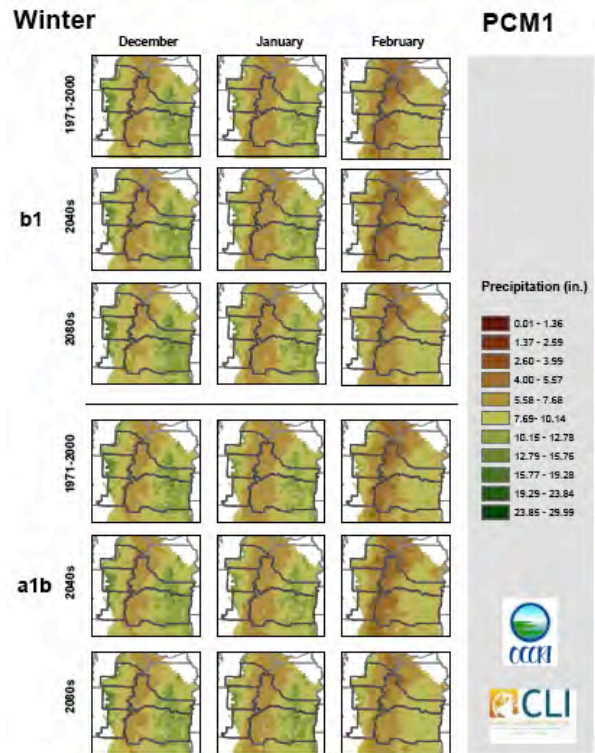 Winter
PCM1
December
January
February
1971-2000
b1
2040s
2080s
Precipitation (in.)
0.01 - 1.36
1.37 - 2.59
2.60 - 3.99
4.00 - 5.57
5.58 - 7.68
7.69- 10.14
10.15 - 12.78
12.79 - 15.76
15.77 - 19.28
19.29 - 23.84
23.85 - 29.99
1971-2000
a1b
2040s
2080s
OCCRI
CLI